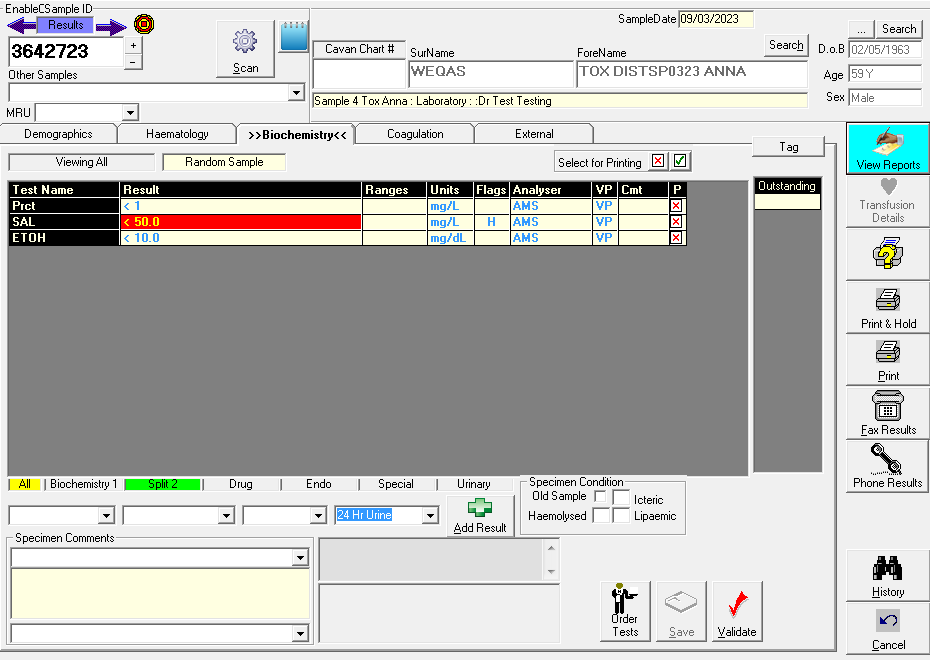 EnableCSample ID
Results
3642723
+
-
Other Samples
MRU
Scan
SampleDate 09/03/2023
Cavan Chart #
SurName
ForeName
Search
WEQAS
TOX DISTSP0323 ANNA
Sample 4 Tox Anna : Laboratory : :Dr Test Testing
... Search
D.o.B 02/05/1963
Age 59Y
Sex Male
Demographics Haematology >>Biochemistry<< Coagulation External
Viewing All Random Sample Select for Printing
Tag
Test Name Result Ranges Units Flags Analyser VP Cmt P
Prct < 1 mg/L AMS VP
SAL < 50.0 mg/L H AMS VP
ETOH < 10.0 mg/dL AMS VP
Outstanding
View Reports
Transfusion
Details
Print & Hold
Print
Fax Results
Phone Results
All Biochemistry 1 Split 2 Drug Endo Special Urinary
24 Hr Urine
Add Result
Specimen Condition
Old Sample Icteric
Haemolysed Lipaemic
Specimen Comments
Order
Tests
Save
Validate
History
Cancel